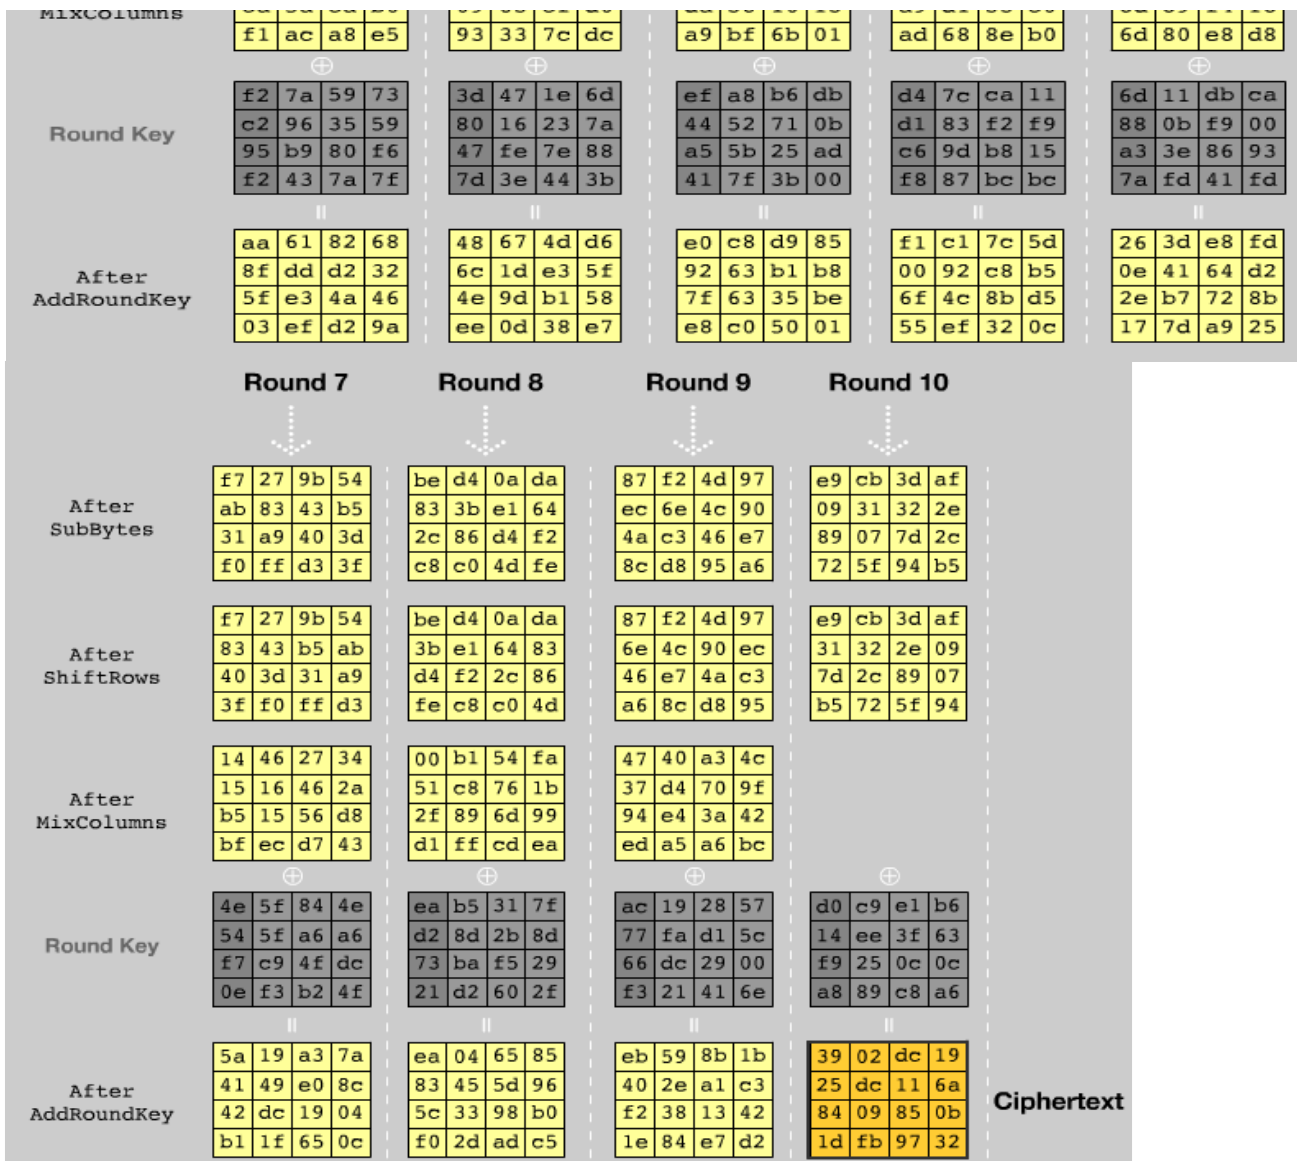 MixColumns
f1 ac a8 e5 93 33 7c dc a9 bf 6b 01 ad 68 8e b0 6d 80 e8 d8
⊕ ⊕ ⊕ ⊕ ⊕
f2 7a 59 73 3d 47 1e 6d ef a8 b6 db d4 7c ca 11 6d 11 db ca
c2 96 35 59 80 16 23 7a 44 52 71 0b d1 83 f2 f9 88 0b f9 00
Round Key
95 b9 80 f6 47 fe 7e 88 a5 5b 25 ad c6 9d b8 15 a3 3e 86 93
f2 43 7a 7f 7d 3e 44 3b 41 7f 3b 00 f8 87 bc bc 7a fd 41 fd
= = = = =
aa 61 82 68 48 67 4d d6 e0 c8 d9 85 f1 c1 7c 5d 26 3d e8 fd
8f dd d2 32 6c 1d e3 5f 92 63 b1 b8 00 92 c8 b5 0e 41 64 d2
After
AddRoundKey
5f e3 4a 46 4e 9d b1 58 7f 63 35 be 6f 4c 8b d5 2e b7 72 8b
03 ef d2 9a ee 0d 38 e7 e8 c0 50 01 55 ef 32 0c 17 7d a9 25
Round 7 Round 8 Round 9 Round 10
f7 27 9b 54 be d4 0a da 87 f2 4d 97 e9 cb 3d af
After
ab 83 43 b5 83 3b e1 64 ec 6e 4c 90 09 31 32 2e
SubBytes
31 a9 40 3d 2c 86 d4 f2 4a c3 46 e7 89 07 7d 2c
f0 ff d3 3f c8 c0 4d fe 8c d8 95 a6 72 5f 94 b5
f7 27 9b 54 be d4 0a da 87 f2 4d 97 e9 cb 3d af
After
83 43 b5 ab 3b e1 64 83 6e 4c 90 ec 31 32 2e 09
ShiftRows
40 3d 31 a9 d4 f2 2c 86 46 e7 4a c3 7d 2c 89 07
3f f0 ff d3 fe c8 c0 4d a6 8c d8 95 b5 72 5f 94
14 46 27 34 00 b1 54 fa 47 40 a3 4c
15 16 46 2a 51 c8 76 1b 37 d4 70 9f
After
MixColumns
b5 15 56 d8 2f 89 6d 99 94 e4 3a 42
bf ec d7 43 d1 ff cd ea ed a5 a6 bc
⊕ ⊕ ⊕ ⊕
4e 5f 84 4e ea b5 31 7f ac 19 28 57 d0 c9 e1 b6
54 5f a6 a6 d2 8d 2b 8d 77 fa d1 5c 14 ee 3f 63
Round Key
f7 c9 4f dc 73 ba f5 29 66 dc 29 00 f9 25 0c 0c
0e f3 b2 4f 21 d2 60 2f f3 21 41 6e a8 89 c8 a6
= = = =
5a 19 a3 7a ea 04 65 85 eb 59 8b 1b 39 02 dc 19
41 49 e0 8c 83 45 5d 96 40 2e a1 c3 25 dc 11 6a
After
AddRoundKey
42 dc 19 04 5c 33 98 b0 f2 38 13 42 84 09 85 0b
Ciphertext
b1 1f 65 0c f0 2d ad c5 1e 84 e7 d2 1d fb 97 32